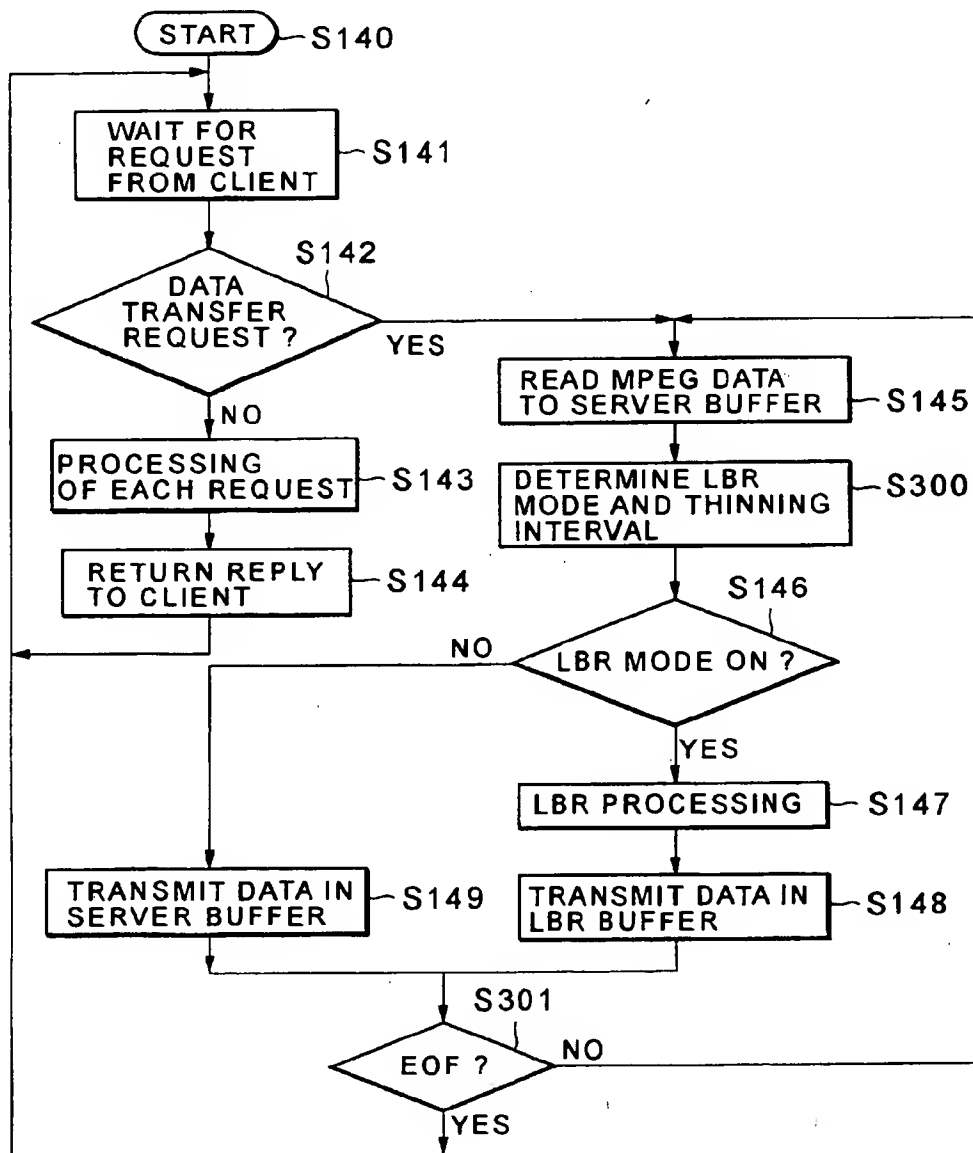 START
S140
WAIT FOR
REQUEST
FROM CLIENT
S141
S142
DATA
TRANSFER
REQUEST ?
YES
NO
READ MPEG DATA
TO SERVER BUFFER
S145
PROCESSING
OF EACH REQUEST
S143
DETERMINE LBR
MODE AND THINNING
INTERVAL
S300
RETURN REPLY
TO CLIENT
S144
S146
NO
LBR MODE ON ?
YES
LBR PROCESSING
S147
TRANSMIT DATA IN
SERVER BUFFER
S149
TRANSMIT DATA IN
LBR BUFFER
S148
S301
EOF ?
NO
YES